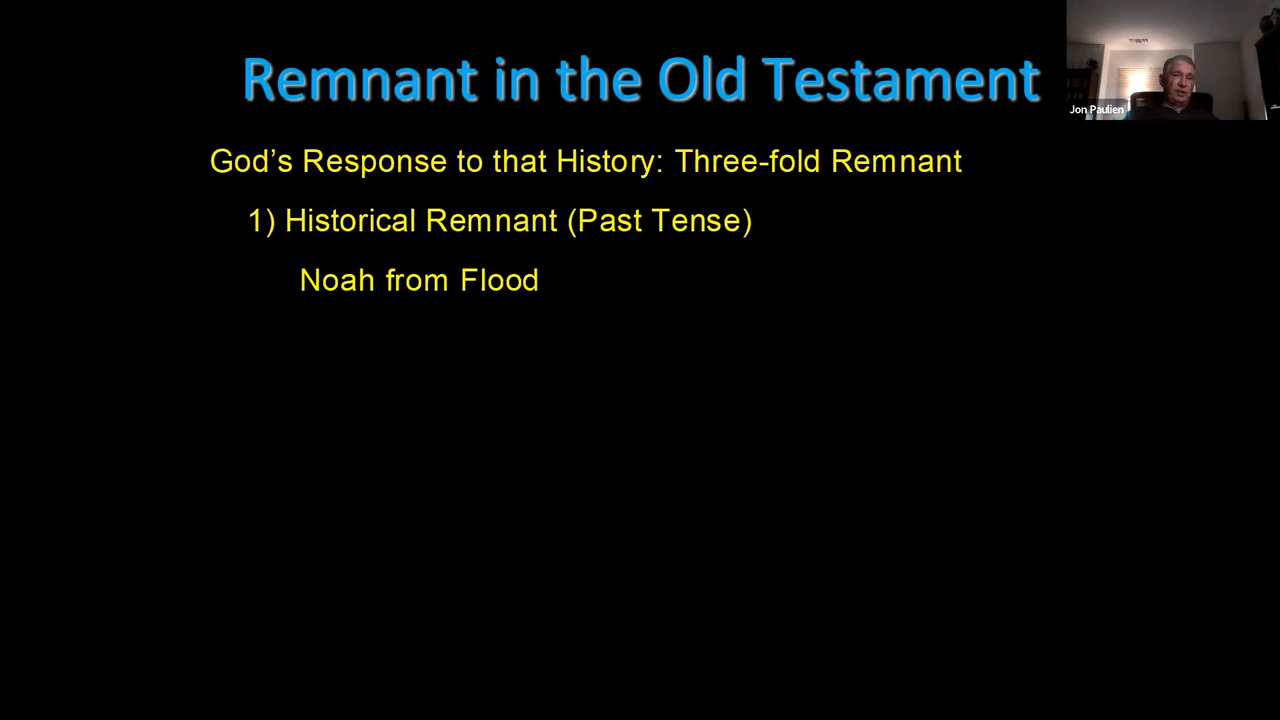 Remnant in the Old Testament
Jon Paulien
God’s Response to that History: Three-fold Remnant
1) Historical Remnant (Past Tense)
Noah from Flood